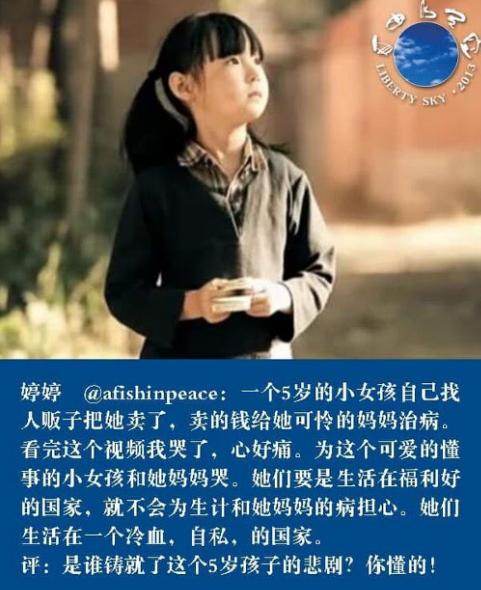 自由西空
LIBERTY SKY · 2013
婷婷 @afishinpeace：一个5岁的小女孩自己找
人贩子把她卖了，卖的钱给她可怜的妈妈治病。
看完这个视频我哭了，心好痛。为这个可爱的懂
事的小女孩和她妈妈哭。她们要是生活在福利好
的国家，就不会为生计和她妈妈的病担心。她们
生活在一个冷血，自私，的国家。
评：是谁铸就了这个5岁孩子的悲剧？你懂的！